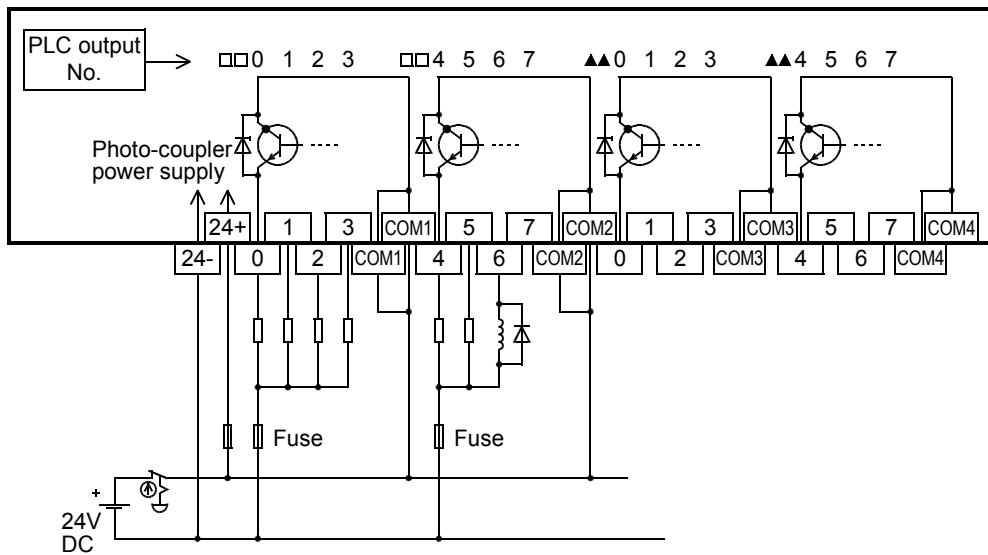 PLC output
No.
□□0 1 2 3 □□4 5 6 7 ▲▲0 1 2 3 ▲▲4 5 6 7
Photo-coupler
power supply
24+ 1 3 COM1 5 7 COM2 1 3 COM3 5 7 COM4
24- 0 2 COM1 4 6 COM2 0 2 COM3 4 6 COM4
Fuse Fuse
+
24V
DC